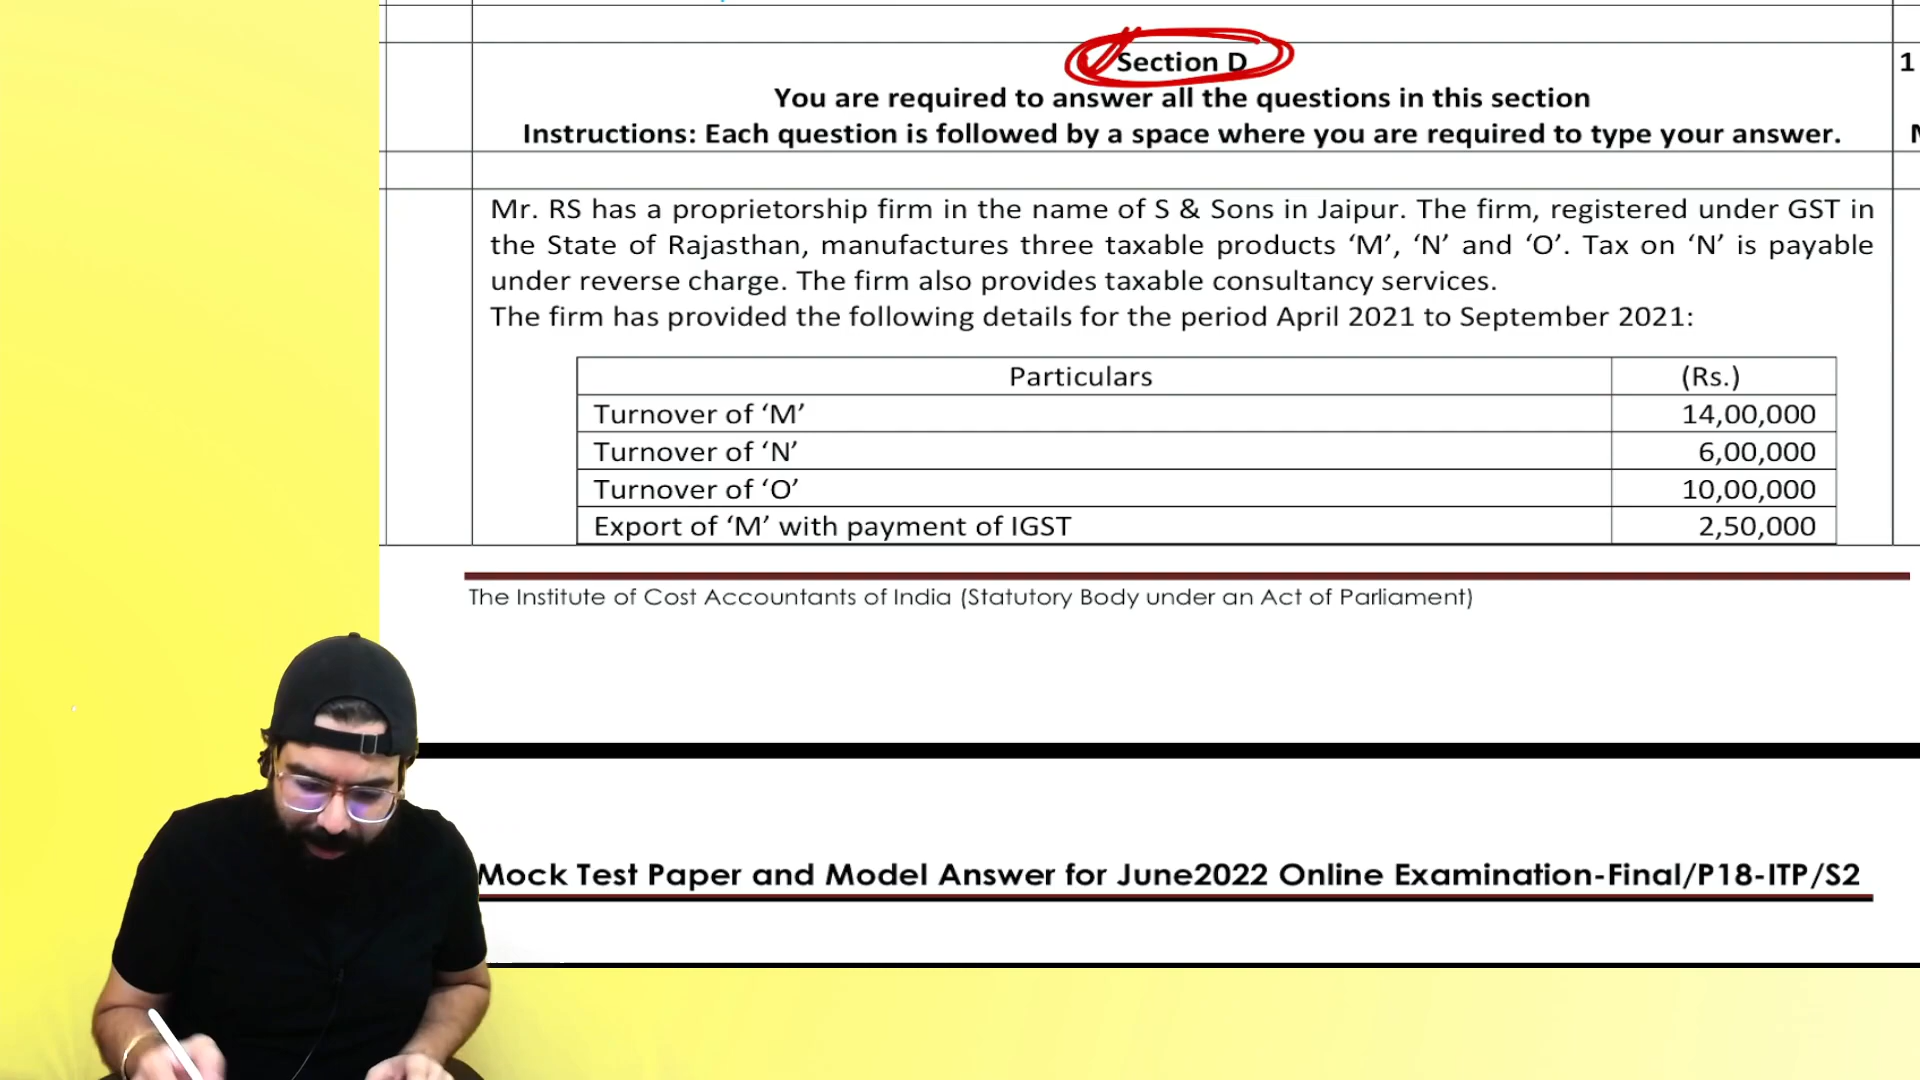 Section D
1
You are required to answer all the questions in this section
Instructions: Each question is followed by a space where you are required to type your answer.
Mr. RS has a proprietorship firm in the name of S & Sons in Jaipur. The firm, registered under GST in
the State of Rajasthan, manufactures three taxable products ‘M’, ‘N’ and ‘O’. Tax on ‘N’ is payable
under reverse charge. The firm also provides taxable consultancy services.
The firm has provided the following details for the period April 2021 to September 2021:
Particulars (Rs.)
Turnover of ‘M’ 14,00,000
Turnover of ‘N’ 6,00,000
Turnover of ‘O’ 10,00,000
Export of ‘M’ with payment of IGST 2,50,000
The Institute of Cost Accountants of India (Statutory Body under an Act of Parliament)
Mock Test Paper and Model Answer for June2022 Online Examination-Final/P18-ITP/S2